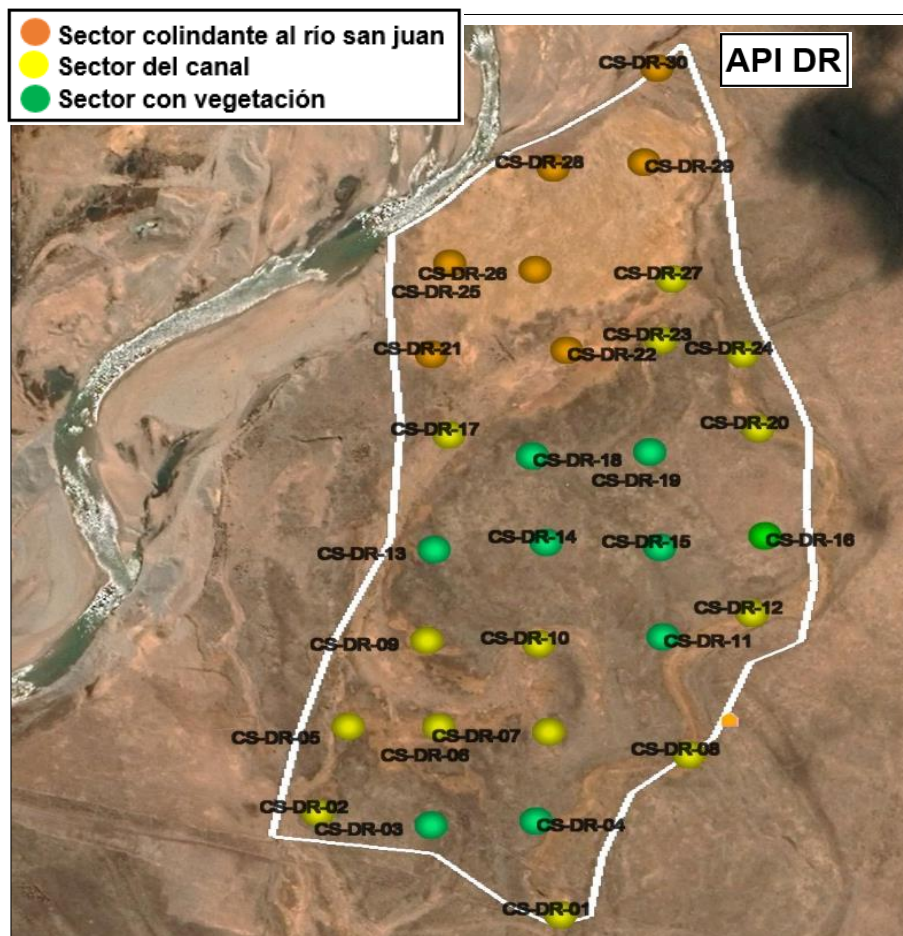 Sector colindante al río san juan
Sector del canal
Sector con vegetación
API DR
CS-DR-30
CS-DR-28
CS-DR-29
CS-DR-26
CS-DR-27
CS-DR-25
CS-DR-23
CS-DR-21
CS-DR-22
CS-DR-24
CS-DR-17
CS-DR-20
CS-DR-18
CS-DR-19
CS-DR-13
CS-DR-14
CS-DR-15
CS-DR-16
CS-DR-12
CS-DR-09
CS-DR-10
CS-DR-11
CS-DR-05
CS-DR-07
CS-DR-06
CS-DR-08
CS-DR-02
CS-DR-03
CS-DR-04
CS-DR-01